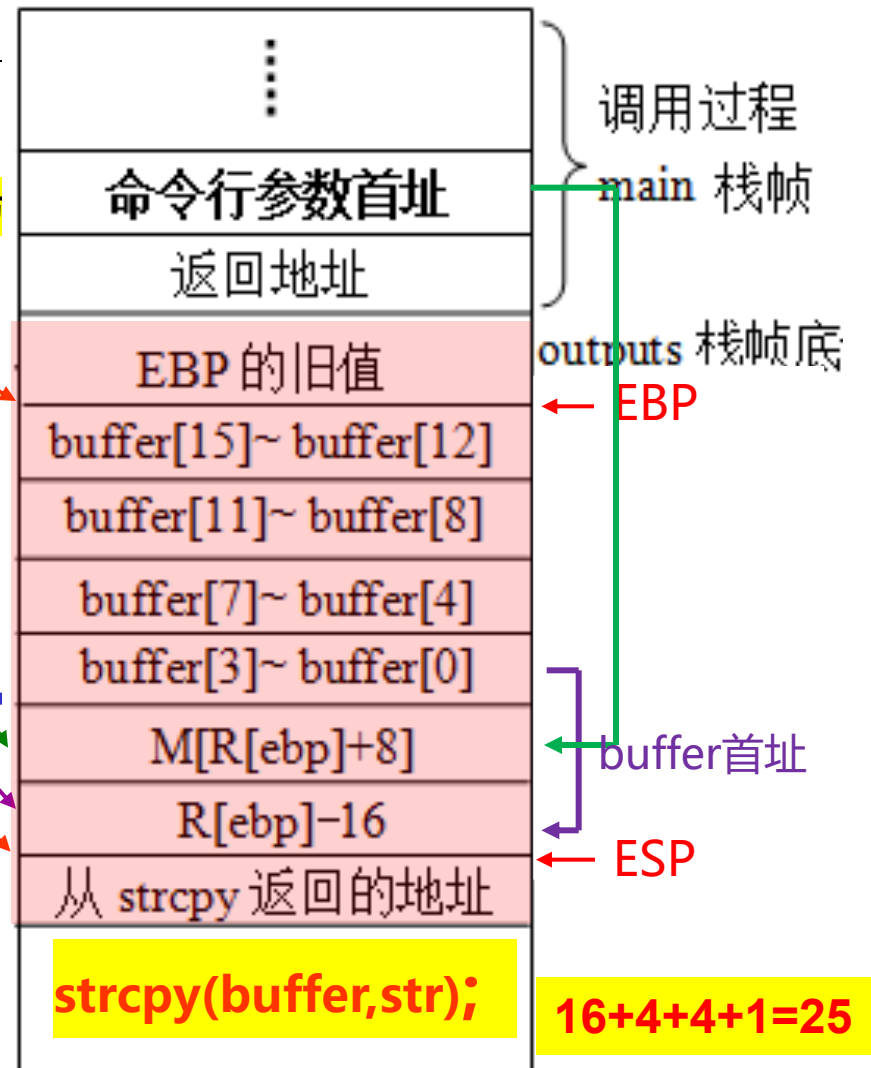 调用过程
命令行参数首址
main 栈帧
返回地址
EBP 的旧值
outputs 栈帧底
EBP
buffer[15]~ buffer[12]
buffer[11]~ buffer[8]
buffer[7]~ buffer[4]
buffer[3]~ buffer[0]
M[R[ebp]+8]
buffer首址
R[ebp]−16
ESP
从 strcpy 返回的地址
strcpy(buffer,str);
16+4+4+1=25